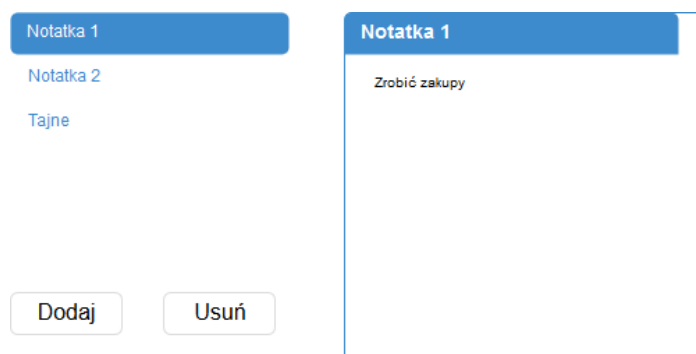 Notatka 1
Notatka 2
Tajne
Dodaj
Usuń
Notatka 1
Zrobić zakupy